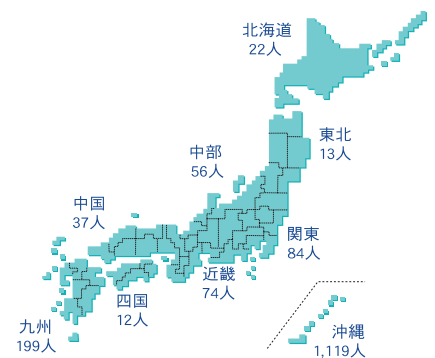 北海道
22人
東北
13人
中部
56人
中国
37人
関東
84人
近畿
74人
四国
12人
九州
199人
沖縄
1,119人